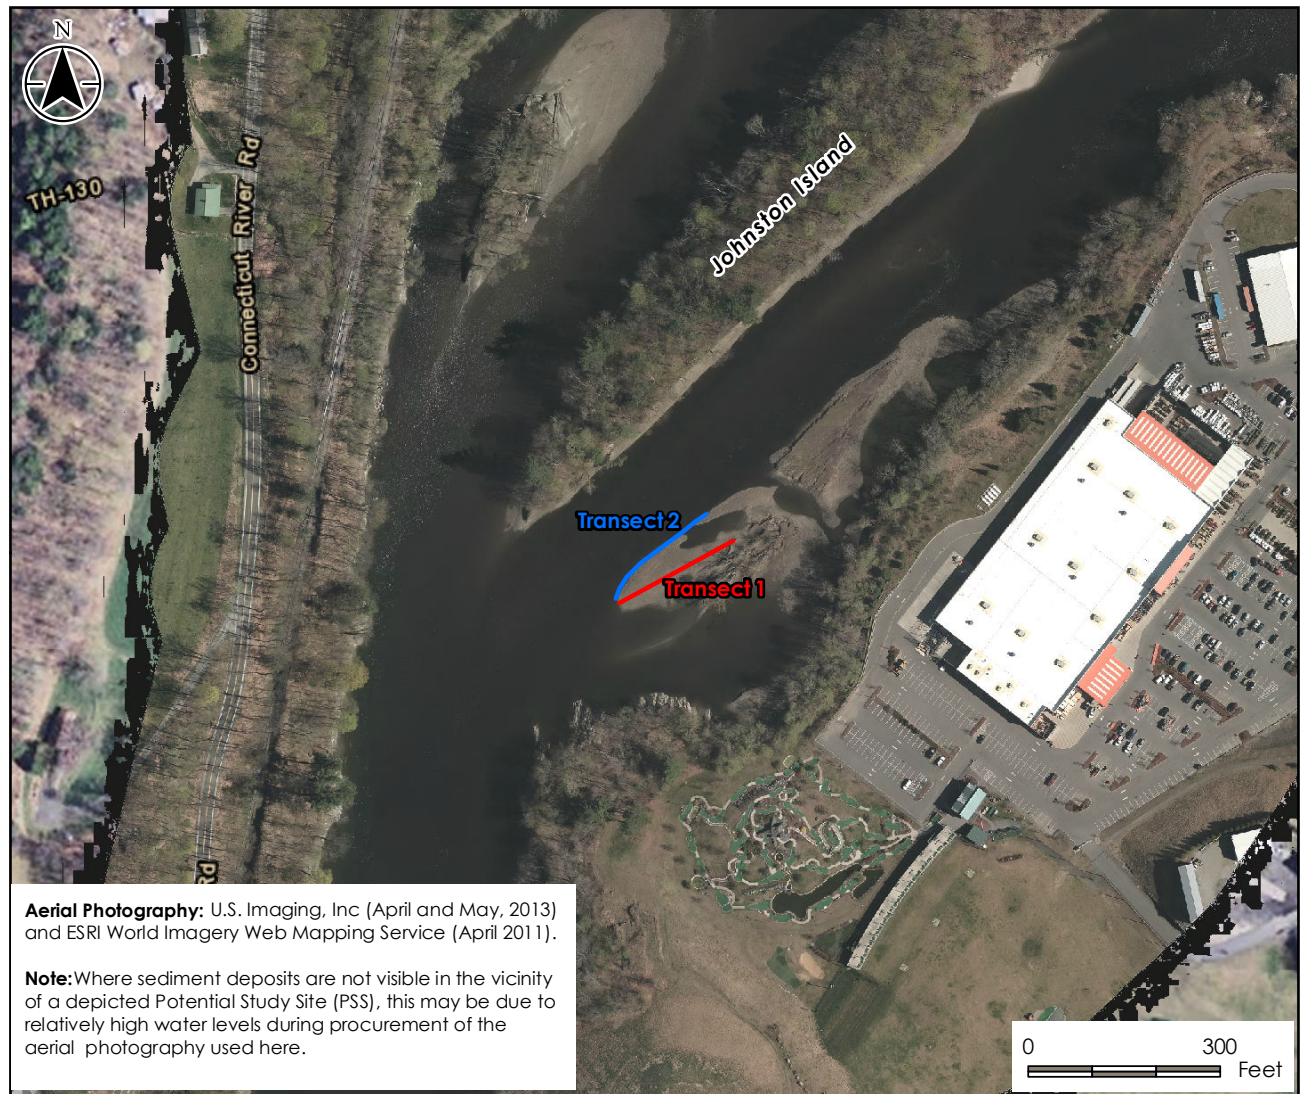 N
TH-130
Connecticut River Rd
Johnston Island
Transect 2
Transect 1
Rd
Aerial Photography: U.S. Imaging, Inc (April and May, 2013)
and ESRI World Imagery Web Mapping Service (April 2011).
Note:Where sediment deposits are not visible in the vicinity
of a depicted Potential Study Site (PSS), this may be due to
relatively high water levels during procurement of the
aerial photography used here.
0 300
Feet